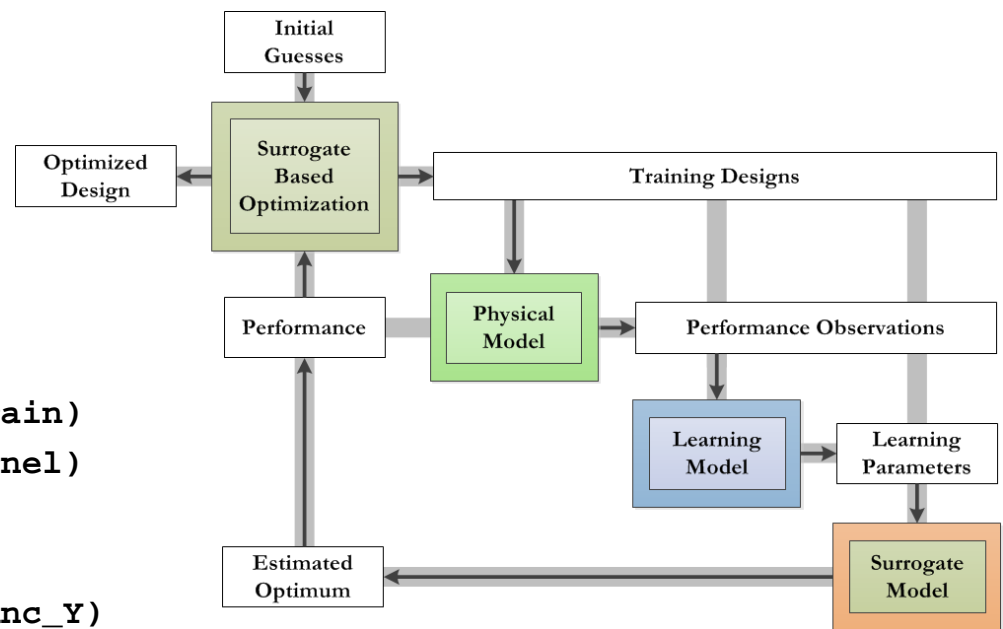 Initial
Guesses
Optimized
Design
Surrogate
Based
Optimization
Training Designs
Performance
Physical
Model
Performance Observations
ain)
nel)
Learning
Model
Learning
Parameters
Estimated
Optimum
Surrogate
Model
nc_Y)